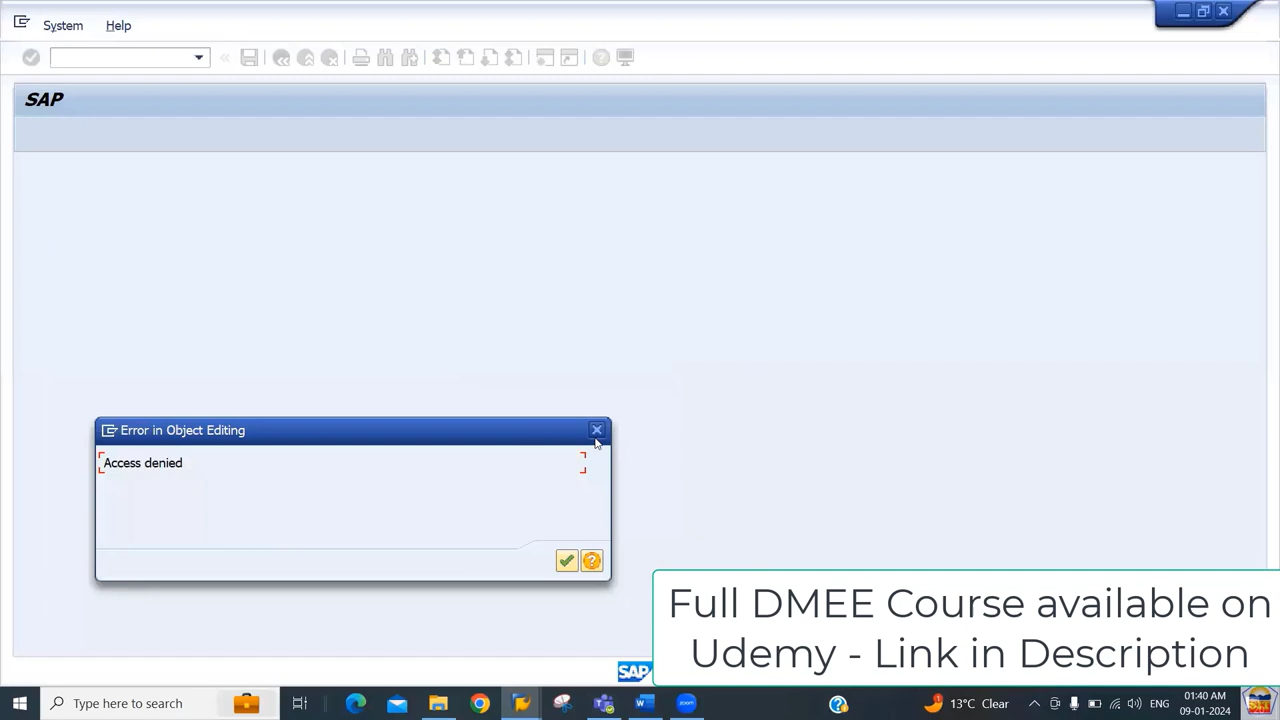 System Help
SAP
Error in Object Editing
Access denied
Full DMEE Course available on
Udemy - Link in Description
SAP
Type here to search
zoom
13°C Clear
ENG
01:40 AM
09-01-2024